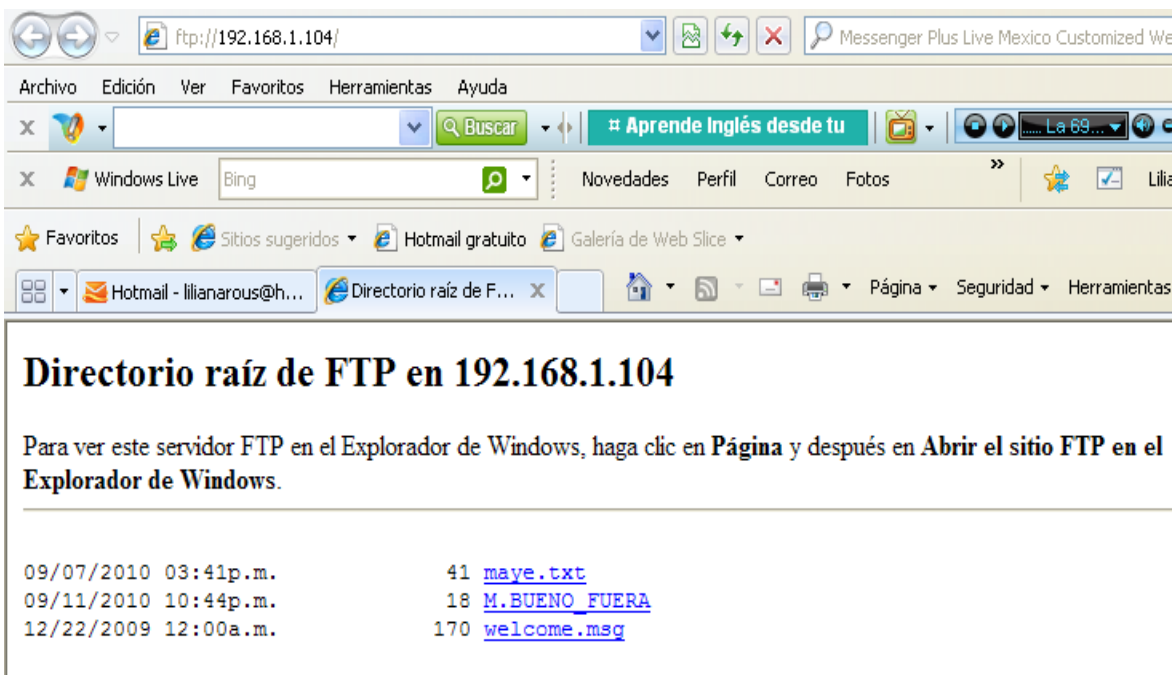 ftp://192.168.1.104/ Messenger Plus Live Mexico Customized We
Archivo Edición Ver Favoritos Herramientas Ayuda
X Buscar # Aprende Inglés desde tu ..... La 69...
X Windows Live Bing Novedades Perfil Correo Fotos » Lilia
Favoritos Sitios sugeridos Hotmail gratuito Galería de Web Slice
Hotmail - lilianarous@h... Directorio raíz de F... X Página Seguridad Herramientas
Directorio raíz de FTP en 192.168.1.104
Para ver este servidor FTP en el Explorador de Windows, haga clic en Página y después en Abrir el sitio FTP en el
Explorador de Windows.
09/07/2010 03:41p.m. 41 maye.txt
09/11/2010 10:44p.m. 18 M.BUENO_FUERA
12/22/2009 12:00a.m. 170 welcome.msg